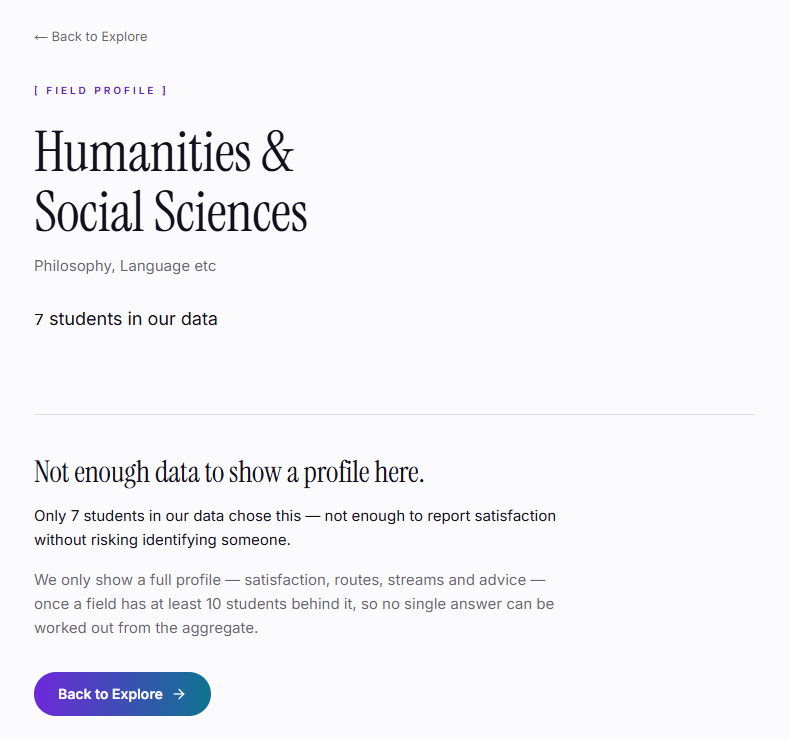 ← Back to Explore
[ FIELD PROFILE ]
Humanities &
Social Sciences
Philosophy, Language etc
7 students in our data
Not enough data to show a profile here.
Only 7 students in our data chose this — not enough to report satisfaction
without risking identifying someone.
We only show a full profile — satisfaction, routes, streams and advice —
once a field has at least 10 students behind it, so no single answer can be
worked out from the aggregate.
Back to Explore →